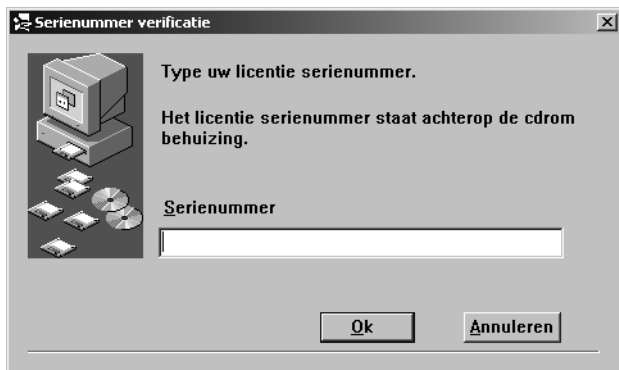 Serienummer verificatie
Type uw licentie serienummer.
Het licentie serienummer staat achterop de cdrom
behuizing.
Serienummer
Ok
Annuleren